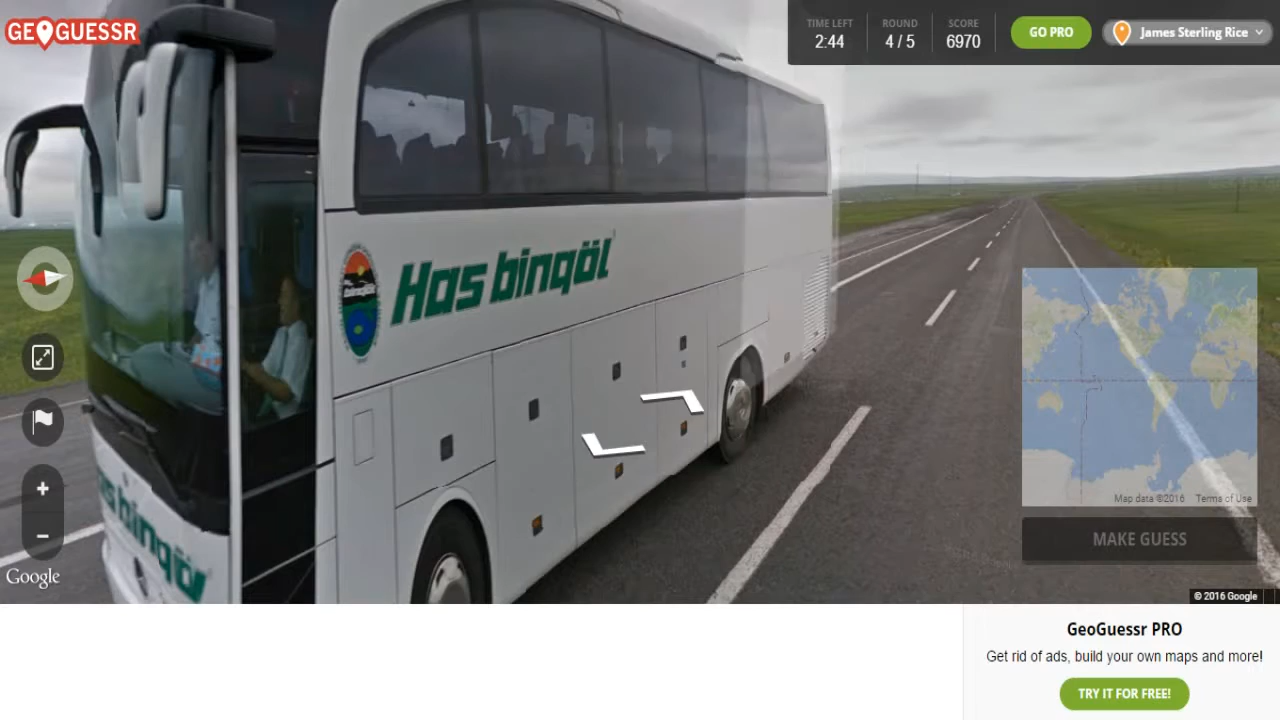 GEOGUESSR
TIME LEFT
2:44
ROUND
4 / 5
SCORE
6970
GO PRO
James Sterling Rice
Has bingöl
as bingöl
Google
Map data ©2016 Terms of Use
MAKE GUESS
© 2016 Google
GeoGuessr PRO
Get rid of ads, build your own maps and more!
TRY IT FOR FREE!